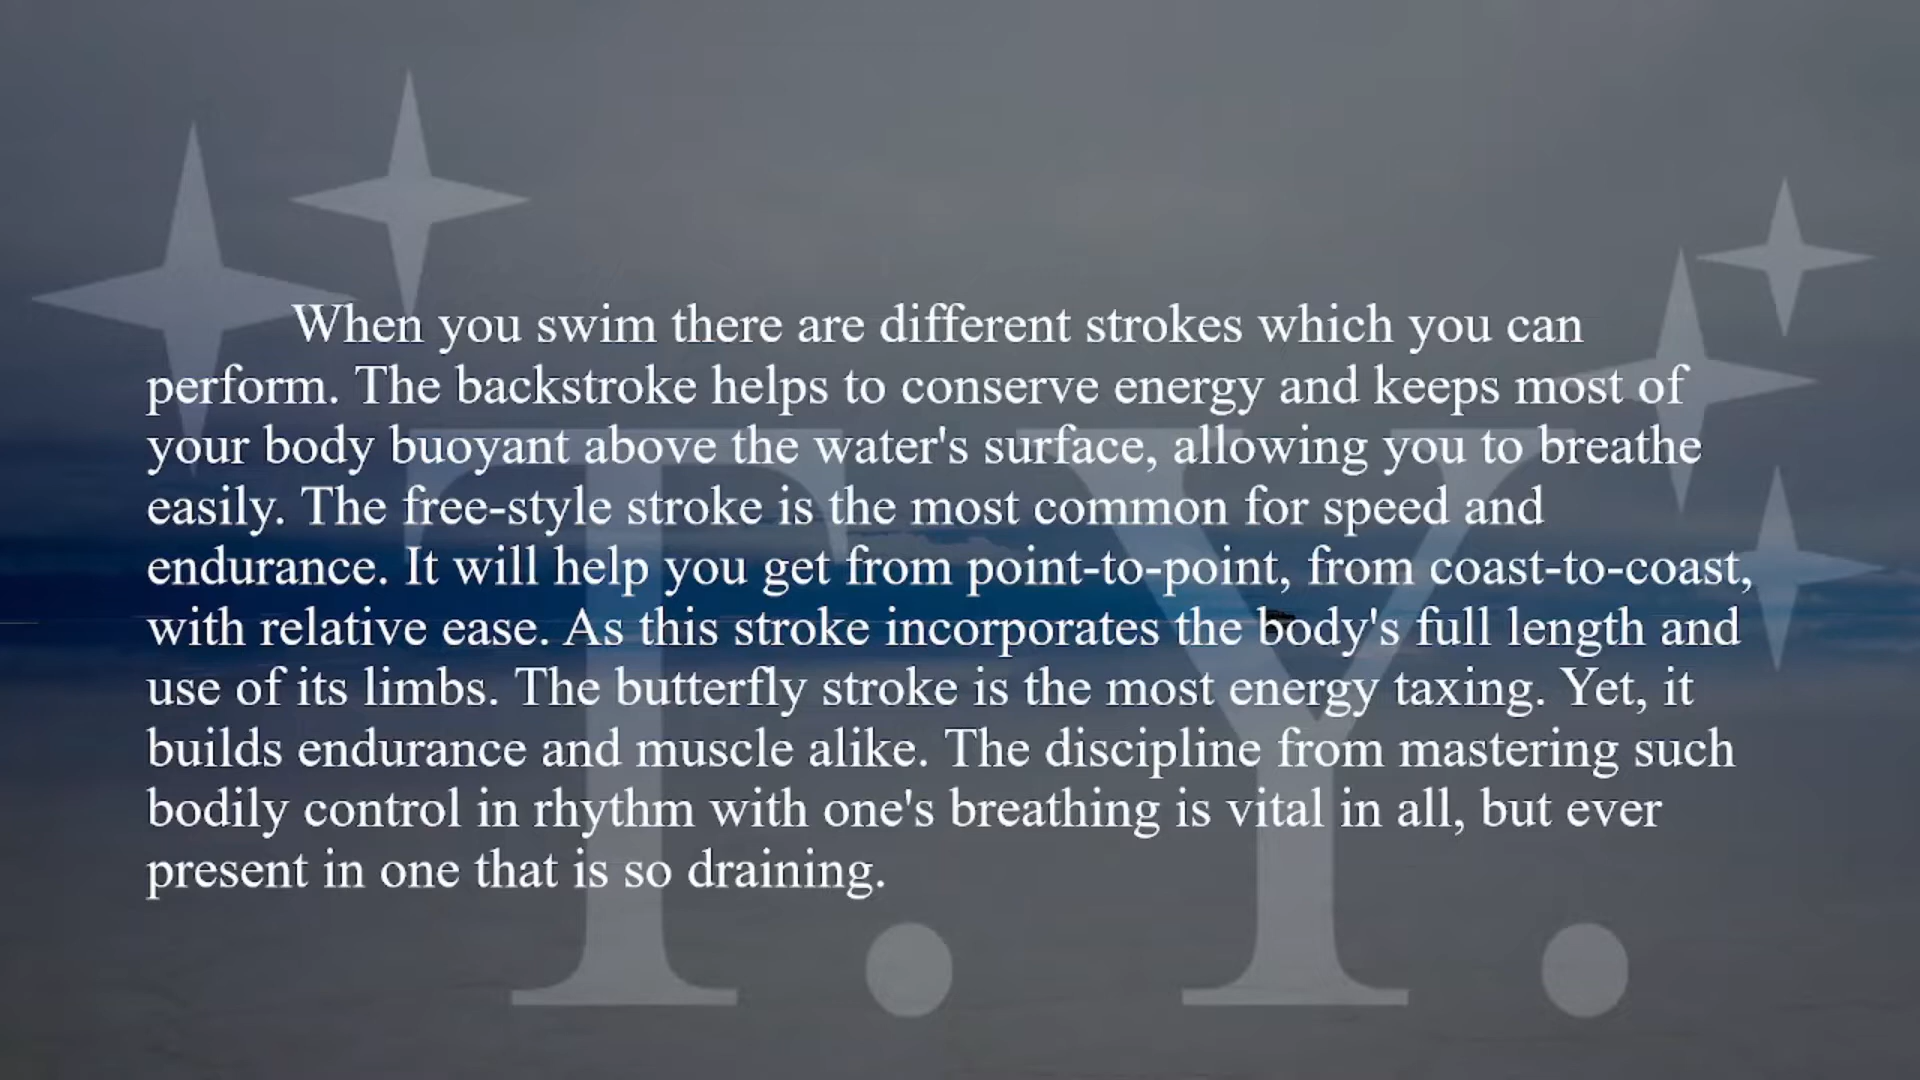 When you swim there are different strokes which you can
perform. The backstroke helps to conserve energy and keeps most of
your body buoyant above the water's surface, allowing you to breathe
easily. The free-style stroke is the most common for speed and
endurance. It will help you get from point-to-point, from coast-to-coast,
with relative ease. As this stroke incorporates the body's full length and
use of its limbs. The butterfly stroke is the most energy taxing. Yet, it
builds endurance and muscle alike. The discipline from mastering such
bodily control in rhythm with one's breathing is vital in all, but ever
present in one that is so draining.
T.Y.